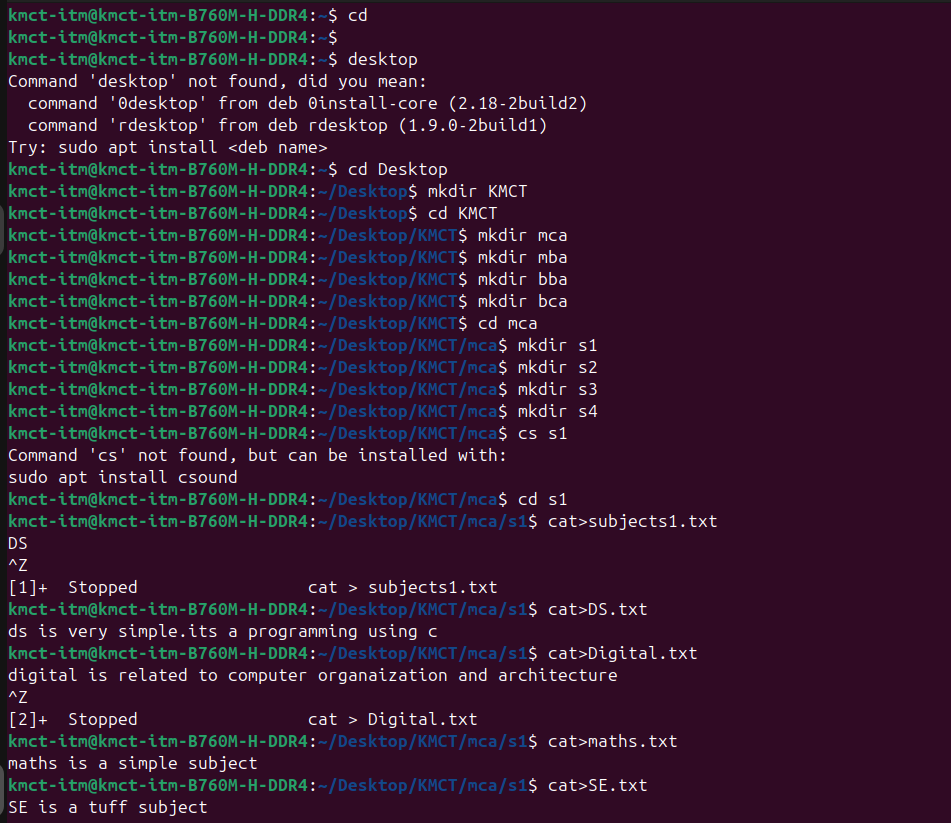 kmct-itm@kmct-itm-B760M-H-DDR4:~$ cd
kmct-itm@kmct-itm-B760M-H-DDR4:~$
kmct-itm@kmct-itm-B760M-H-DDR4:~$ desktop
Command 'desktop' not found, did you mean:
  command '0desktop' from deb 0install-core (2.18-2build2)
  command 'rdesktop' from deb rdesktop (1.9.0-2build1)
Try: sudo apt install <deb name>
kmct-itm@kmct-itm-B760M-H-DDR4:~$ cd Desktop
kmct-itm@kmct-itm-B760M-H-DDR4:~/Desktop$ mkdir KMCT
kmct-itm@kmct-itm-B760M-H-DDR4:~/Desktop$ cd KMCT
kmct-itm@kmct-itm-B760M-H-DDR4:~/Desktop/KMCT$ mkdir mca
kmct-itm@kmct-itm-B760M-H-DDR4:~/Desktop/KMCT$ mkdir mba
kmct-itm@kmct-itm-B760M-H-DDR4:~/Desktop/KMCT$ mkdir bba
kmct-itm@kmct-itm-B760M-H-DDR4:~/Desktop/KMCT$ mkdir bca
kmct-itm@kmct-itm-B760M-H-DDR4:~/Desktop/KMCT$ cd mca
kmct-itm@kmct-itm-B760M-H-DDR4:~/Desktop/KMCT/mca$ mkdir s1
kmct-itm@kmct-itm-B760M-H-DDR4:~/Desktop/KMCT/mca$ mkdir s2
kmct-itm@kmct-itm-B760M-H-DDR4:~/Desktop/KMCT/mca$ mkdir s3
kmct-itm@kmct-itm-B760M-H-DDR4:~/Desktop/KMCT/mca$ mkdir s4
kmct-itm@kmct-itm-B760M-H-DDR4:~/Desktop/KMCT/mca$ cs s1
Command 'cs' not found, but can be installed with:
sudo apt install csound
kmct-itm@kmct-itm-B760M-H-DDR4:~/Desktop/KMCT/mca$ cd s1
kmct-itm@kmct-itm-B760M-H-DDR4:~/Desktop/KMCT/mca/s1$ cat>subjects1.txt
DS
^Z
[1]+  Stopped                 cat > subjects1.txt
kmct-itm@kmct-itm-B760M-H-DDR4:~/Desktop/KMCT/mca/s1$ cat>DS.txt
ds is very simple.its a programming using c
kmct-itm@kmct-itm-B760M-H-DDR4:~/Desktop/KMCT/mca/s1$ cat>Digital.txt
digital is related to computer organaization and architecture
^Z
[2]+  Stopped                 cat > Digital.txt
kmct-itm@kmct-itm-B760M-H-DDR4:~/Desktop/KMCT/mca/s1$ cat>maths.txt
maths is a simple subject
kmct-itm@kmct-itm-B760M-H-DDR4:~/Desktop/KMCT/mca/s1$ cat>SE.txt
SE is a tuff subject